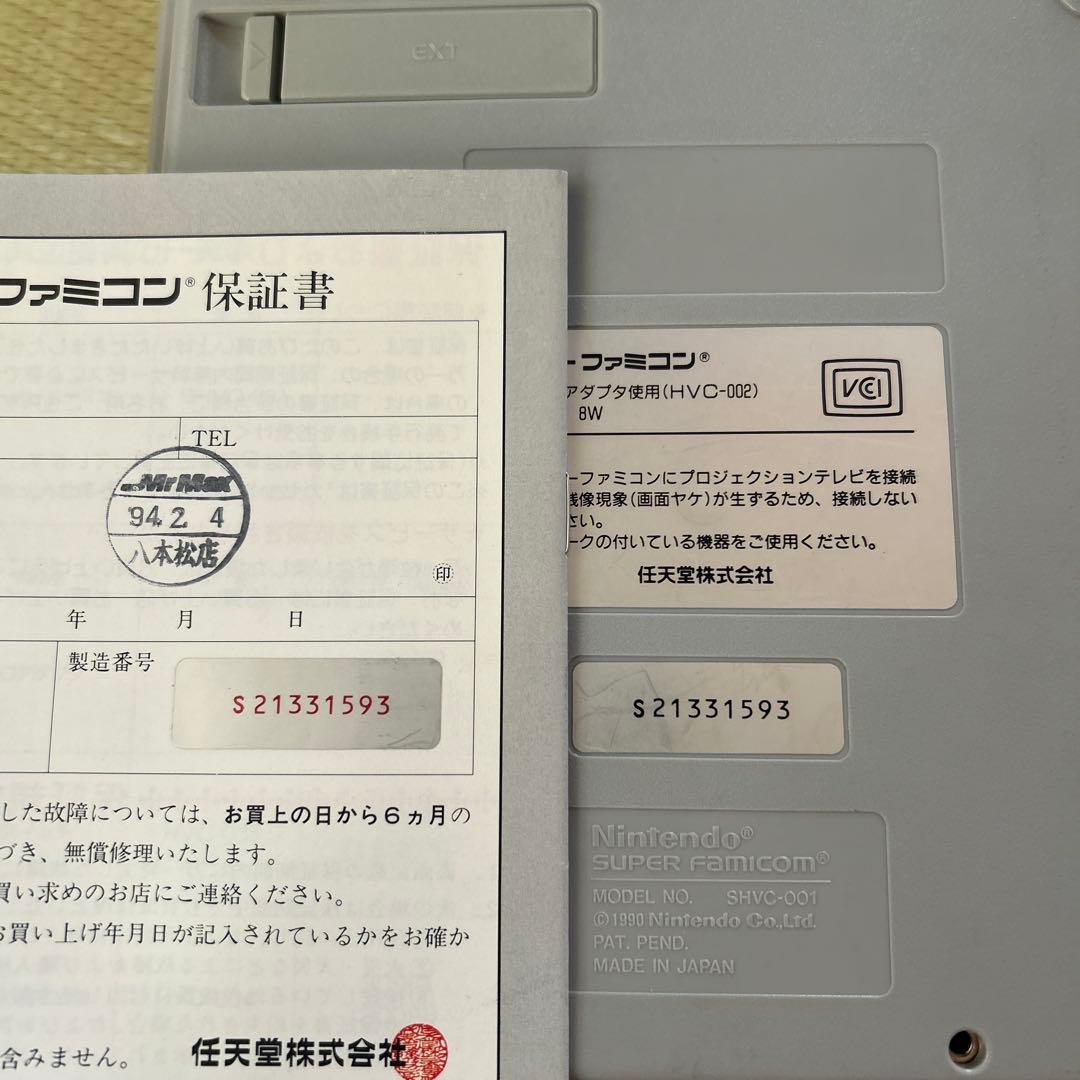 EXT
ファミコン®保証書
TEL
Mr Max
94.2.4
八本松店
印
年 月 日
製造番号
S21331593
した故障については、お買上の日から6ヵ月の
づき、無償修理いたします。
買い求めのお店にご連絡ください。
お買い上げ年月日が記入されているかをお確か
含みません。
任天堂株式会社
ーファミコン®
アダプタ使用(HVC-002)
8W
VCI
ーファミコンにプロジェクションテレビを接続
残像現象(画面ヤケ)が生ずるため、接続しない
さい。
ークの付いている機器をご使用ください。
任天堂株式会社
S21331593
Nintendo®
SUPER FAMICOM®
MODEL NO. SHVC-001
©1990 Nintendo Co.,Ltd.
PAT. PEND.
MADE IN JAPAN